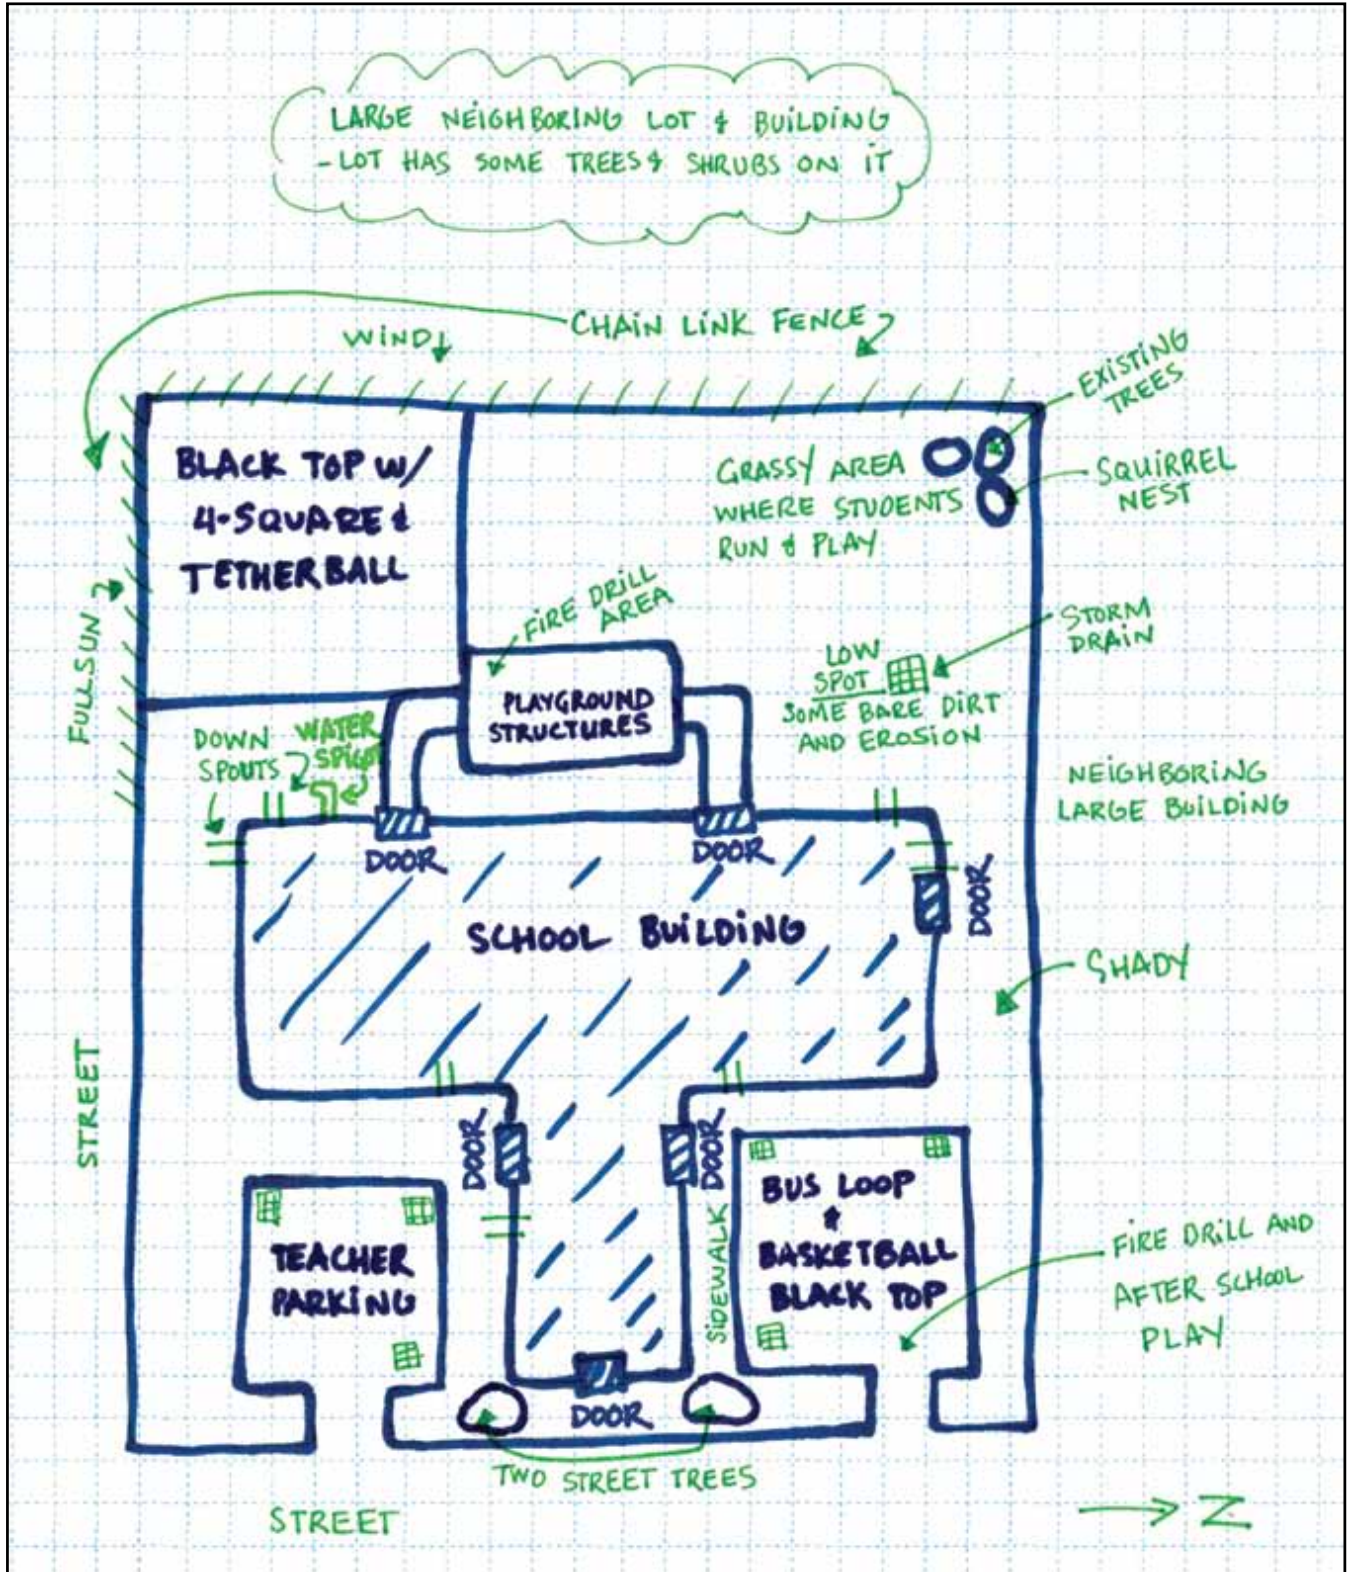 LARGE NEIGHBORING LOT & BUILDING
- LOT HAS SOME TREES & SHRUBS ON IT
CHAIN LINK FENCE
WIND
EXISTING
TREES
BLACK TOP W/
4-SQUARE &
TETHERBALL
GRASSY AREA
WHERE STUDENTS
RUN & PLAY
SQUIRREL
NEST
FIRE DRILL
AREA
STORM
DRAIN
FULL SUN
LOW
SPOT
SOME BARE DIRT
AND EROSION
PLAYGROUND
STRUCTURES
DOWN
SPOUTS
WATER
SPIGOT
NEIGHBORING
LARGE BUILDING
DOOR
DOOR
DOOR
SCHOOL BUILDING
SHADY
STREET
DOOR
DOOR
BUS LOOP
&
BASKETBALL
BLACK TOP
TEACHER
PARKING
SIDEWALK
FIRE DRILL AND
AFTER SCHOOL
PLAY
DOOR
TWO STREET TREES
STREET
N